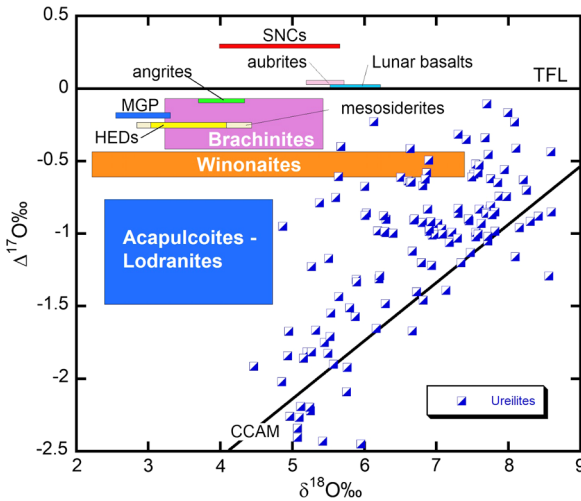 0.5
SNCs
aubrites
Lunar basalts
0
TFL
angrites
MGP
mesosiderites
HEDs
Brachinites
-0.5
Winonaites
Δ¹⁷O‰
-1
Acapulcoites -
Lodranites
-1.5
-2
Ureilites
CCAM
-2.5
2 3 4 5 6 7 8 9
δ¹⁸O‰